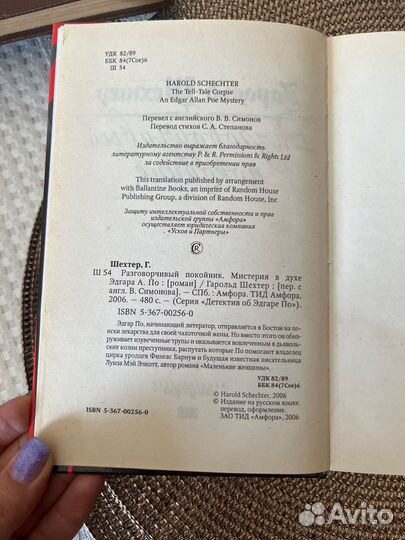 УДК 82/89
ББК 84(7Сое)6
Ш 54
HAROLD SCHECHTER
The Tell-Tale Corpse
An Edgar Allan Poe Mystery
Перевел с английского В. В. Симонов
Перевод стихов С. А. Степанова
Издательство выражает благодарность
литературному агентству P. & R. Permissions & Rights Ltd
за содействие в приобретении прав
This translation published by arrangement
with Ballantine Books, an imprint of Random House
Publishing Group, a division of Random House, Inc
Защиту интеллектуальной собственности и прав
издательской группы «Амфора»
осуществляет юридическая компания
«Усков и Партнеры»
Шехтер, Г.
Ш 54 Разговорчивый покойник. Мистерия в духе
Эдгара А. По : [роман] / Гарольд Шехтер ; [пер. с
англ. В. Симонова]. — СПб. : Амфора. ТИД Амфора,
2006. — 480 с. — (Серия «Детектив об Эдгаре По»).
ISBN 5-367-00256-0
Эдгар По, начинающий литератор, отправляется в Бостон на по-
иски лекарства для своей чахоточной жены. Но вместо этого он обна-
руживает изувеченные трупы и оказывается вовлеченным в дьяволь-
ские козни преступника, распутать которые По помогают владелец
цирка уродцев Финеас Барнум и будущая известная писательница
Луиза Мэй Элкотт, автор романа «Маленькие женщины».
УДК 82/89
ББК 84(7Сое)6
© Harold Schechter, 2006
© Издание на русском языке,
перевод, оформление.
ЗАО ТИД «Амфора», 2006
ISBN 5-367-00256-0
Avito